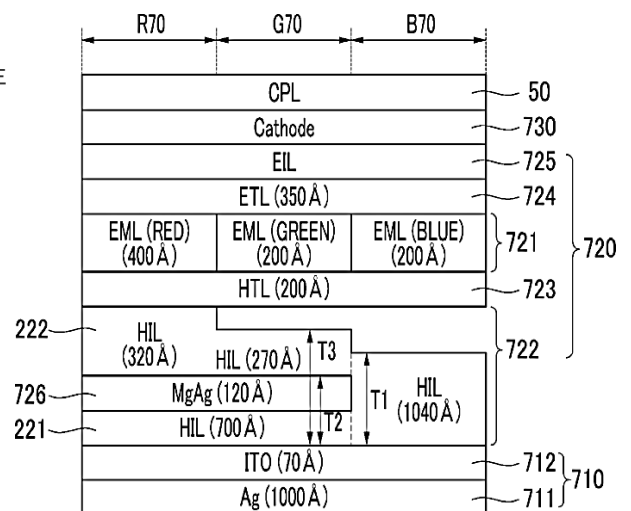 R70 G70 B70
CPL 50
Cathode 730
EIL 725
ETL (350Å) 724
EML (RED) EML (GREEN) EML (BLUE) 721
(400Å) (200Å) (200Å)
720
HTL (200Å) 723
222 HIL T3 722
(320Å) HIL (270Å)
726 MgAg (120Å) T1 HIL
221 HIL (700Å) T2 (1040Å)
ITO (70Å) 712
710
Ag (1000Å) 711